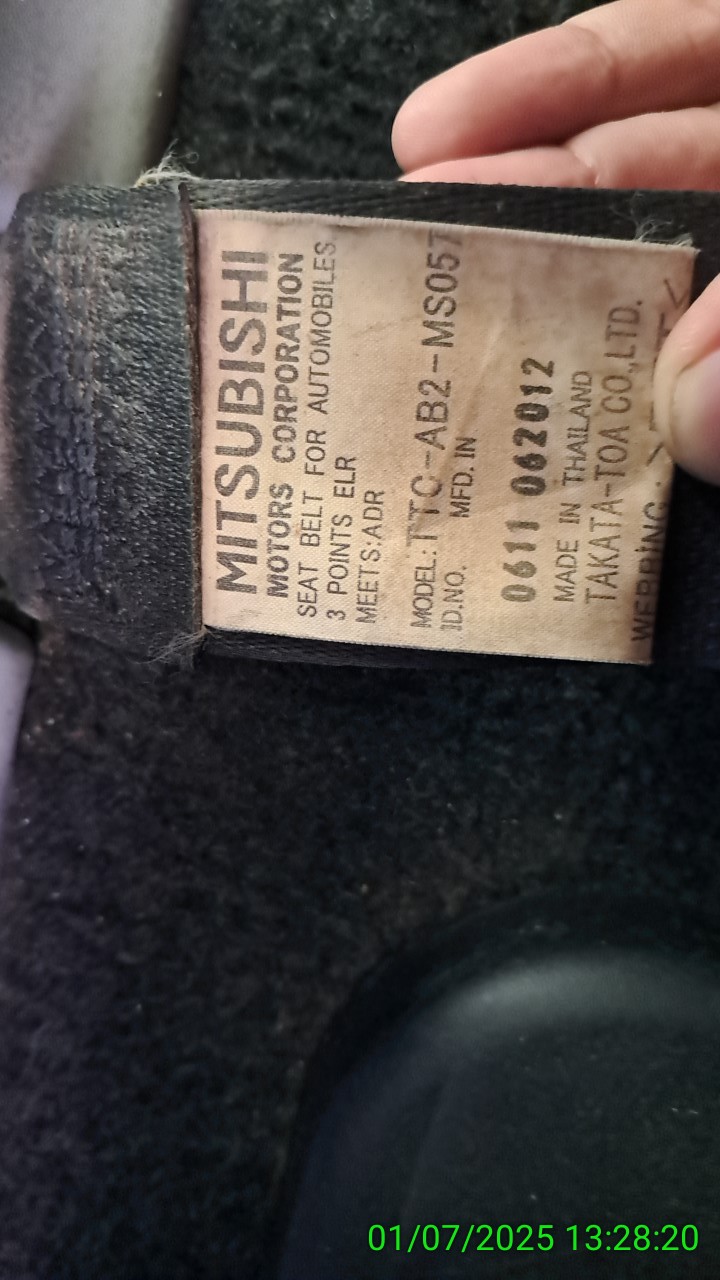 MITSUBISHI
MOTORS CORPORATION
SEAT BELT FOR AUTOMOBILES
3 POINTS ELR
MEETS:ADR
MODEL:TTC-AB2-MS057
ID.NO. MFD. IN
0611 062012
MADE IN THAILAND
TAKATA-TOA CO.,LTD.
WEBBING:
01/07/2025 13:28:20